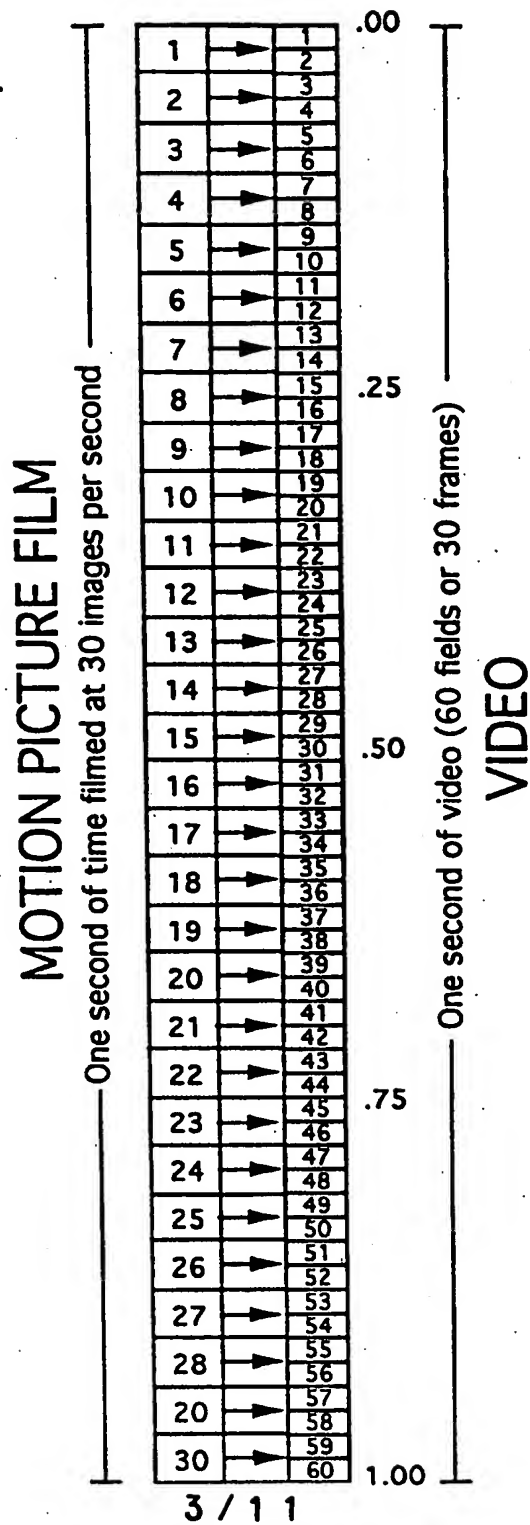 MOTION PICTURE FILM
One second of time filmed at 30 images per second
1 1 2
2 3 4
3 5 6
4 7 8
5 9 10
6 11 12
7 13 14
8 15 16
9 17 18
10 19 20
11 21 22
12 23 24
13 25 26
14 27 28
15 29 30
16 31 32
17 33 34
18 35 36
19 37 38
20 39 40
21 41 42
22 43 44
23 45 46
24 47 48
25 49 50
26 51 52
27 53 54
28 55 56
20 57 58
30 59 60
.00
.25
.50
.75
1.00
One second of video (60 fields or 30 frames)
VIDEO
3/11